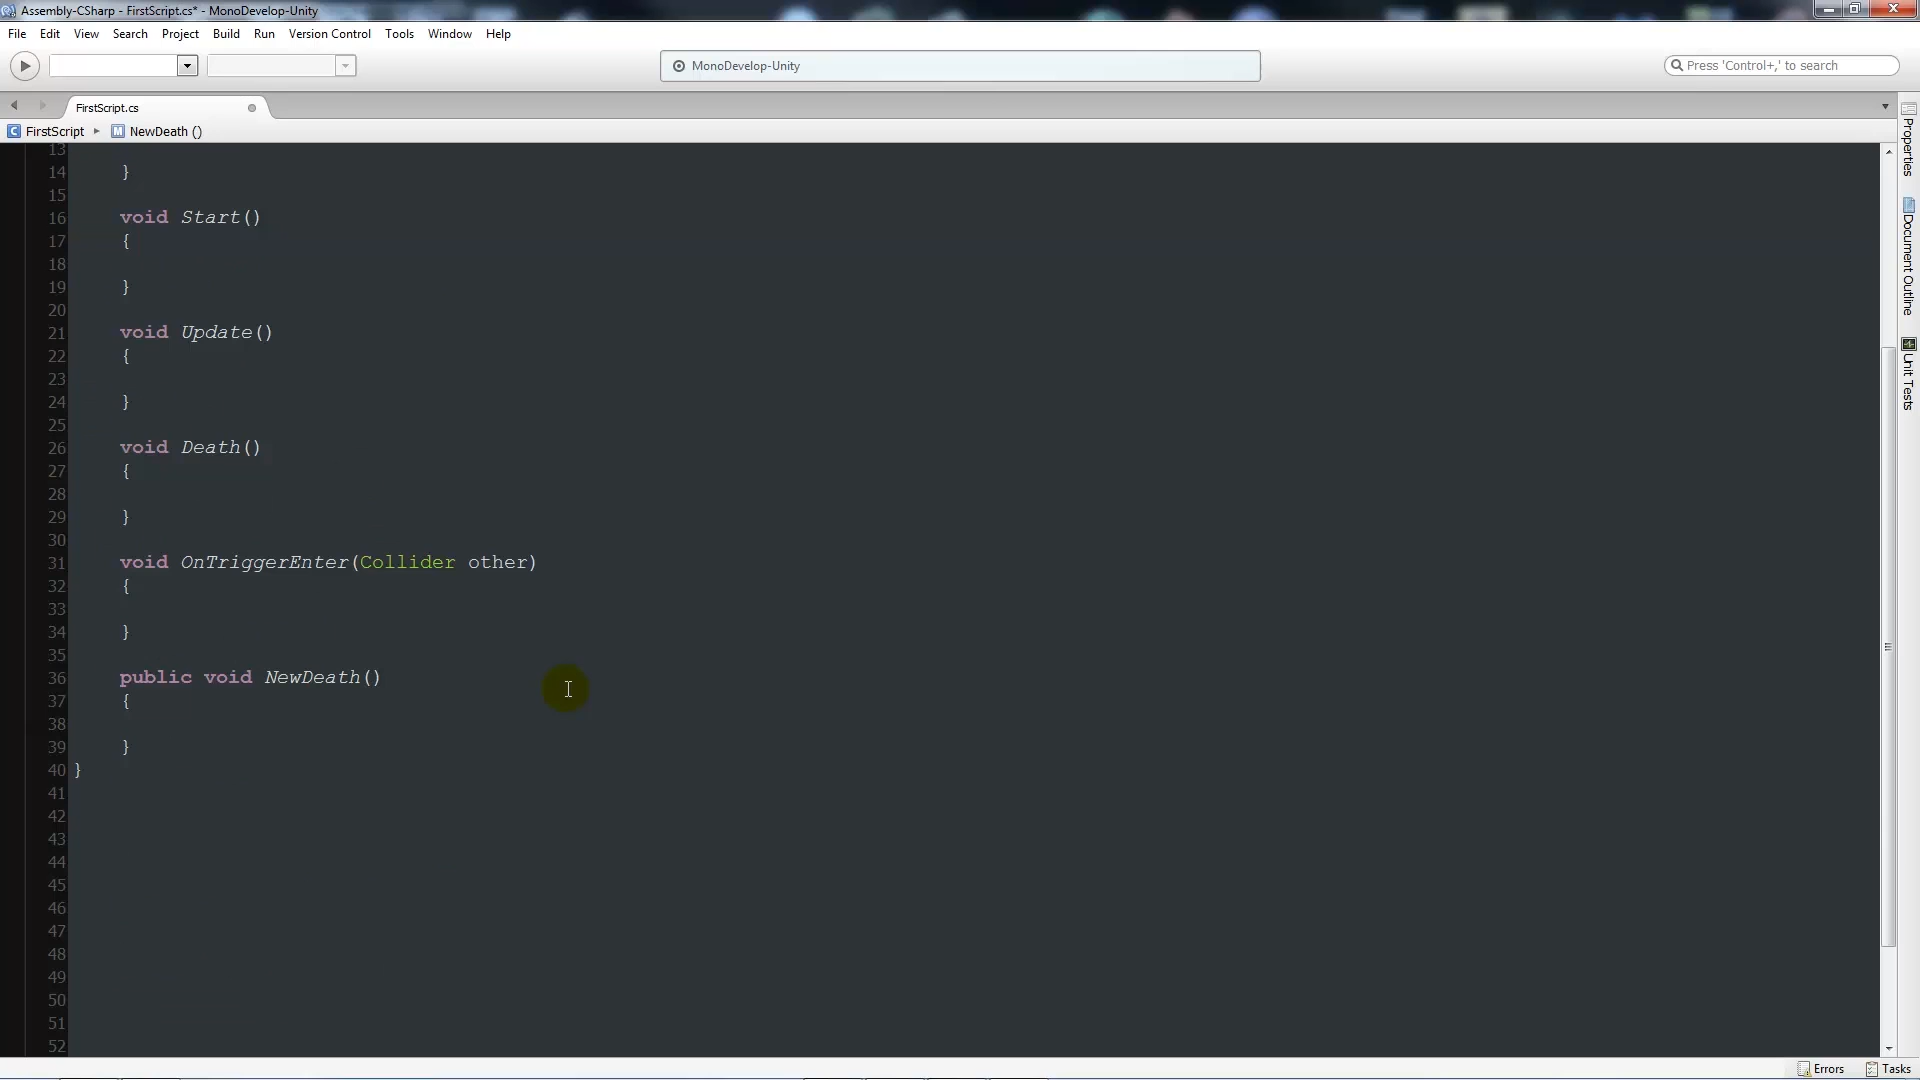 Assembly-CSharp - FirstScript.cs* - MonoDevelop-Unity
File Edit View Search Project Build Run Version Control Tools Window Help
MonoDevelop-Unity
Press 'Control+,' to search
FirstScript.cs
FirstScript NewDeath ()
13
14 }
15
16 void Start()
17 {
18
19 }
20
21 void Update()
22 {
23
24 }
25
26 void Death()
27 {
28
29 }
30
31 void OnTriggerEnter(Collider other)
32 {
33
34 }
35
36 public void NewDeath()
37 {
38
39 }
40 }
41
42
43
44
45
46
47
48
49
50
51
52
Properties
Document Outline
Unit Tests
Errors Tasks